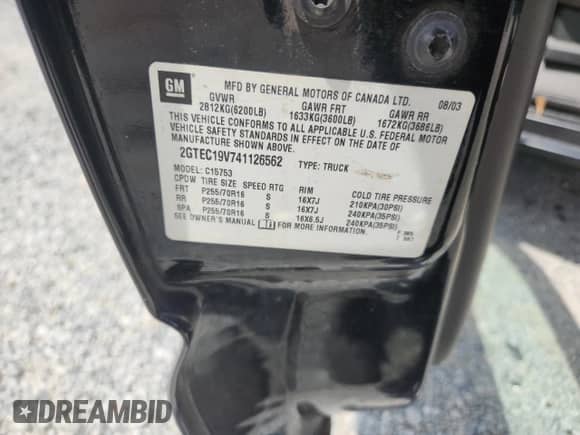 GM
MFD BY GENERAL MOTORS OF CANADA LTD.
08/03
GVWR GAWR FRT GAWR RR
2812KG(6200LB) 1633KG(3600LB) 1672KG(3686LB)
THIS VEHICLE CONFORMS TO ALL APPLICABLE U.S. FEDERAL MOTOR
VEHICLE SAFETY STANDARDS IN EFFECT ON THE DATE OF
MANUFACTURE SHOWN ABOVE.
2GTEC19V741126562 TYPE: TRUCK
MODEL: C15753
CPDW TIRE SIZE SPEED RTG RIM COLD TIRE PRESSURE
FRT P255/70R16 S 16X7J 210KPA(30PSI)
RR P255/70R16 S 16X7J 240KPA(35PSI)
SPA P255/70R16 S 16X6.5J 240KPA(35PSI)
SEE OWNER'S MANUAL FOR MORE INFORMATION.
DREAMBID